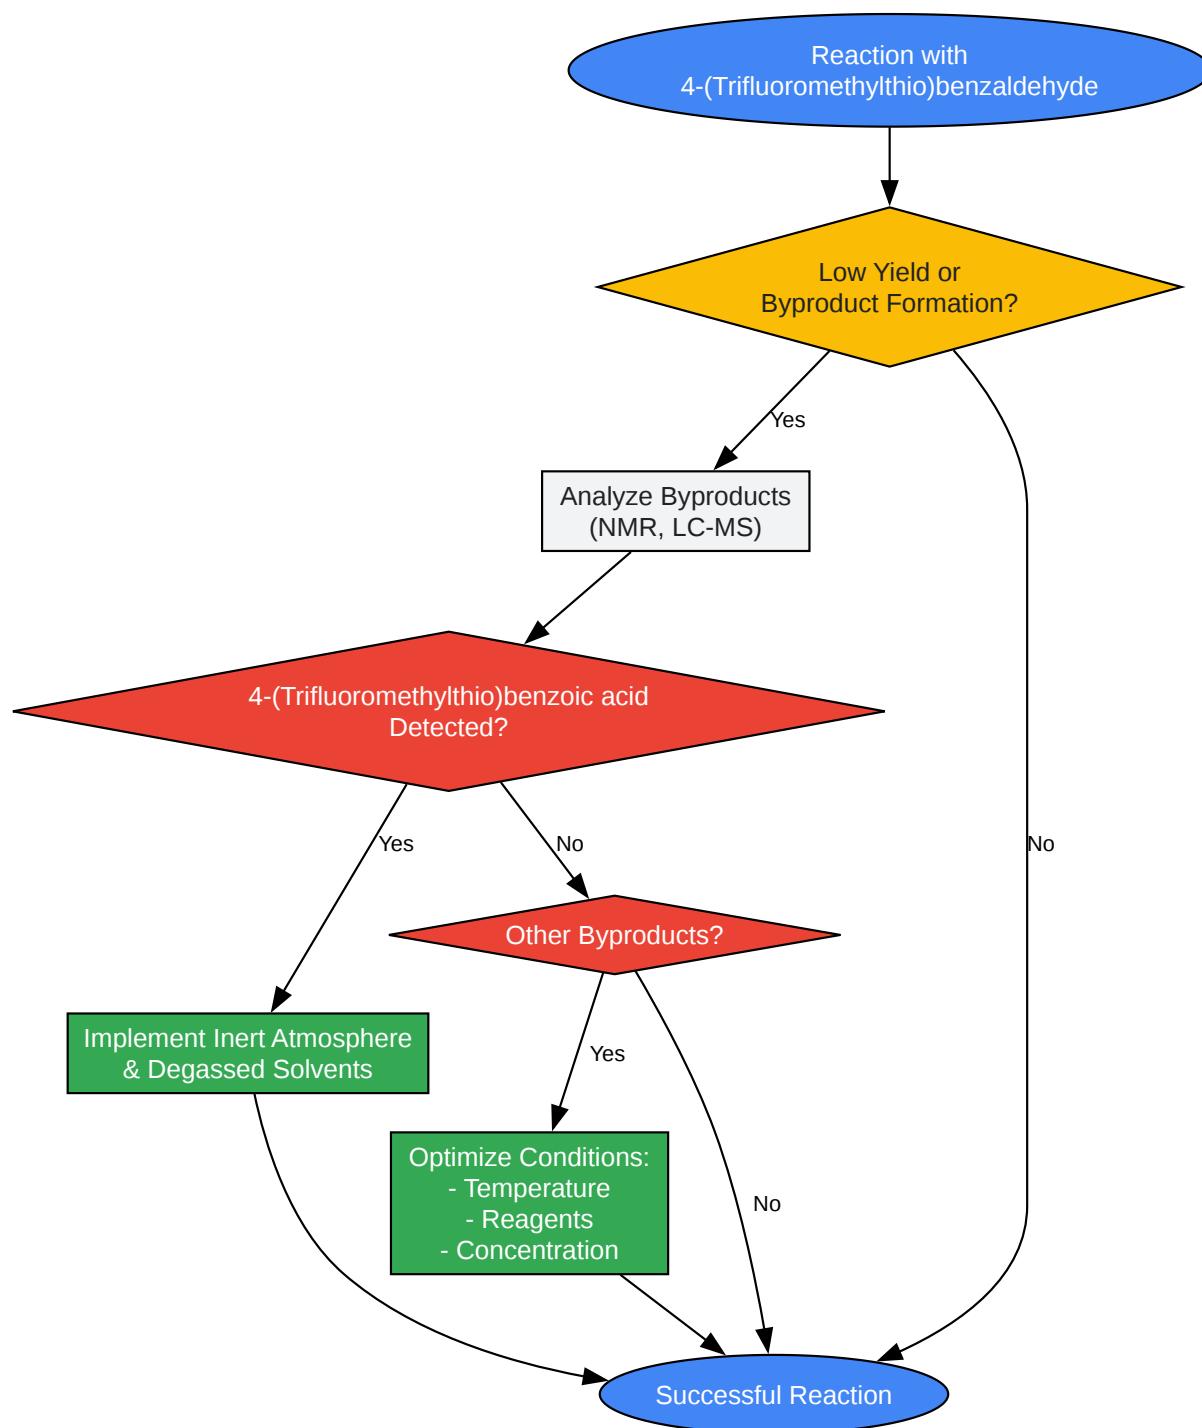 Reaction with
4-(Trifluoromethylthio)benzaldehyde
Low Yield or
Byproduct Formation?
Yes
Analyze Byproducts
(NMR, LC-MS)
4-(Trifluoromethylthio)benzoic acid
Detected?
Yes
No
No
Other Byproducts?
Implement Inert Atmosphere
& Degassed Solvents
Yes
Optimize Conditions:
- Temperature
- Reagents
- Concentration
No
Successful Reaction